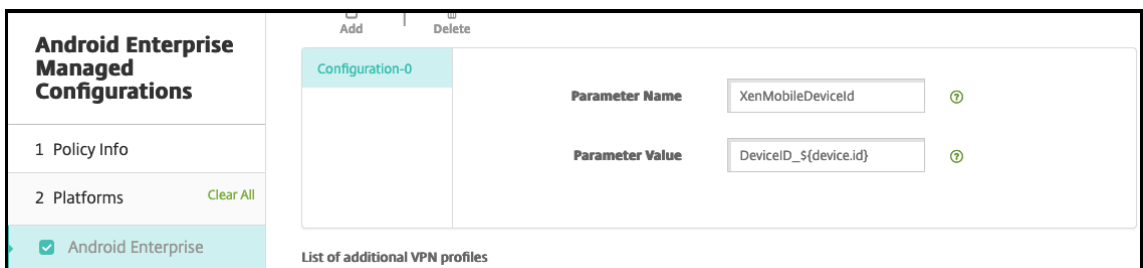 Add
Delete
Android Enterprise
Managed
Configurations
Configuration-0
Parameter Name
XenMobileDeviceId
1 Policy Info
Parameter Value
DeviceID_${device.id}
2 Platforms
Clear All
Android Enterprise
List of additional VPN profiles